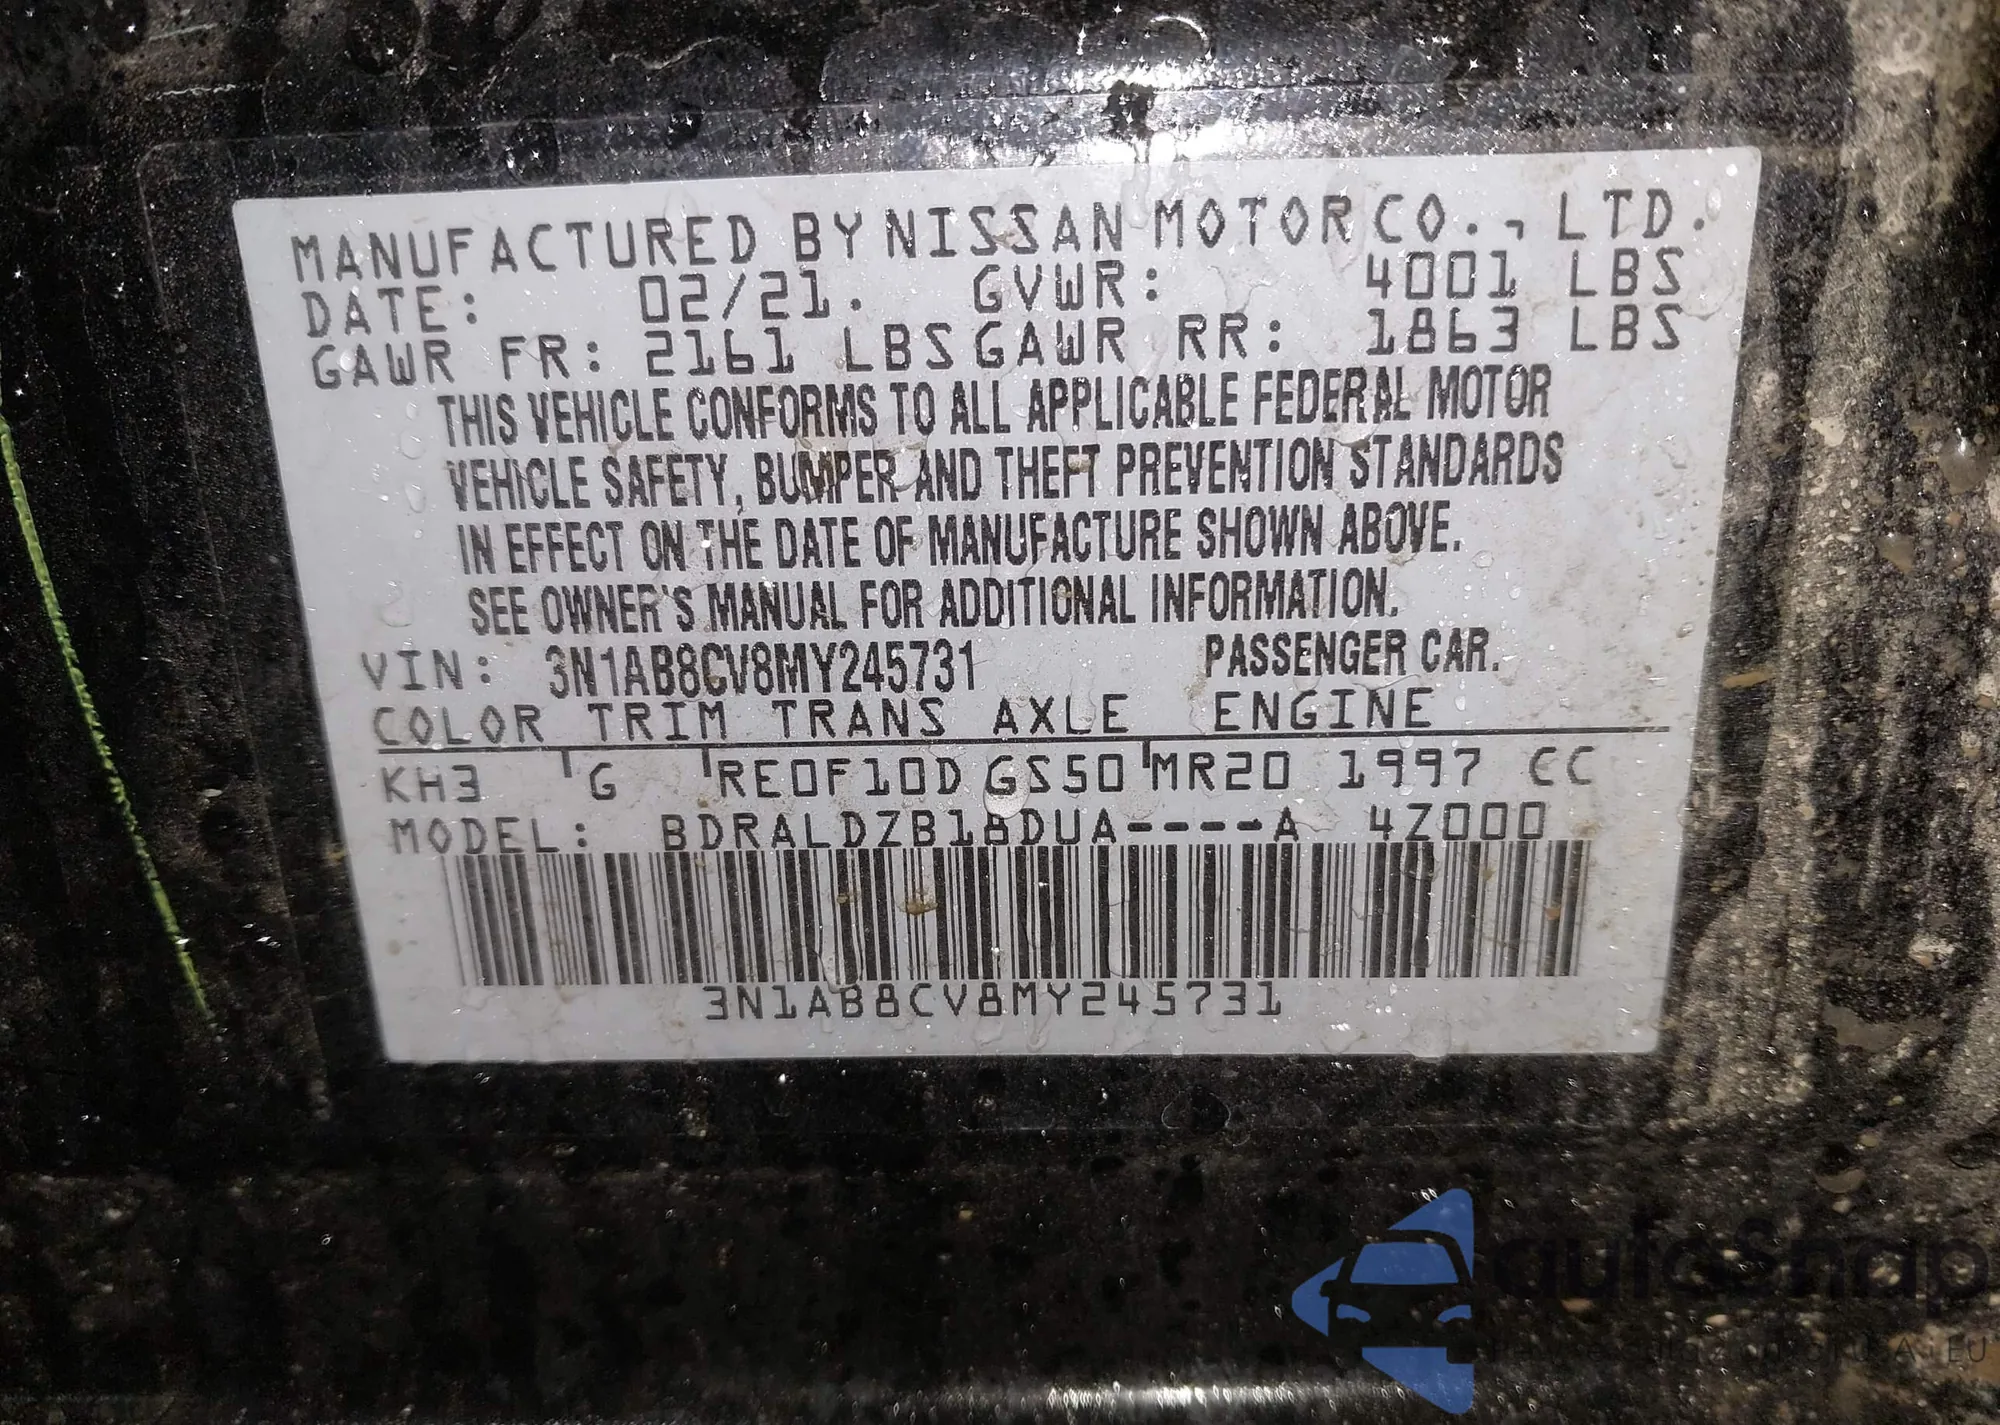 MANUFACTURED BY NISSAN MOTOR CO., LTD.
DATE: 02/21. GVWR: 4001 LBS
GAWR FR: 2161 LBS GAWR RR: 1863 LBS
THIS VEHICLE CONFORMS TO ALL APPLICABLE FEDERAL MOTOR
VEHICLE SAFETY, BUMPER AND THEFT PREVENTION STANDARDS
IN EFFECT ON THE DATE OF MANUFACTURE SHOWN ABOVE.
SEE OWNER'S MANUAL FOR ADDITIONAL INFORMATION.
VIN: 3N1AB8CV8MY245731 PASSENGER CAR.
COLOR TRIM TRANS AXLE ENGINE
KH3 G RE0F10D GS50 MR20 1997 CC
MODEL: BDRALDZB18DUA----A 4Z000
3N1AB8CV8MY245731
autosnap
USA EU